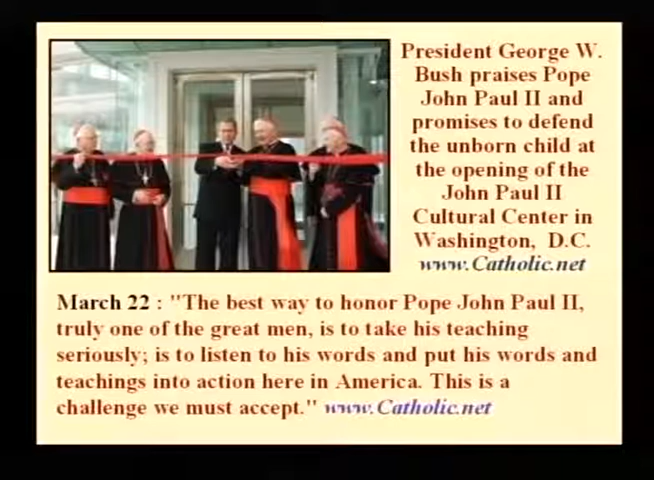 President George W.
Bush praises Pope
John Paul II and
promises to defend
the unborn child at
the opening of the
John Paul II
Cultural Center in
Washington, D.C.
www.Catholic.net
March 22 : "The best way to honor Pope John Paul II,
truly one of the great men, is to take his teaching
seriously; is to listen to his words and put his words and
teachings into action here in America. This is a
challenge we must accept." www.Catholic.net